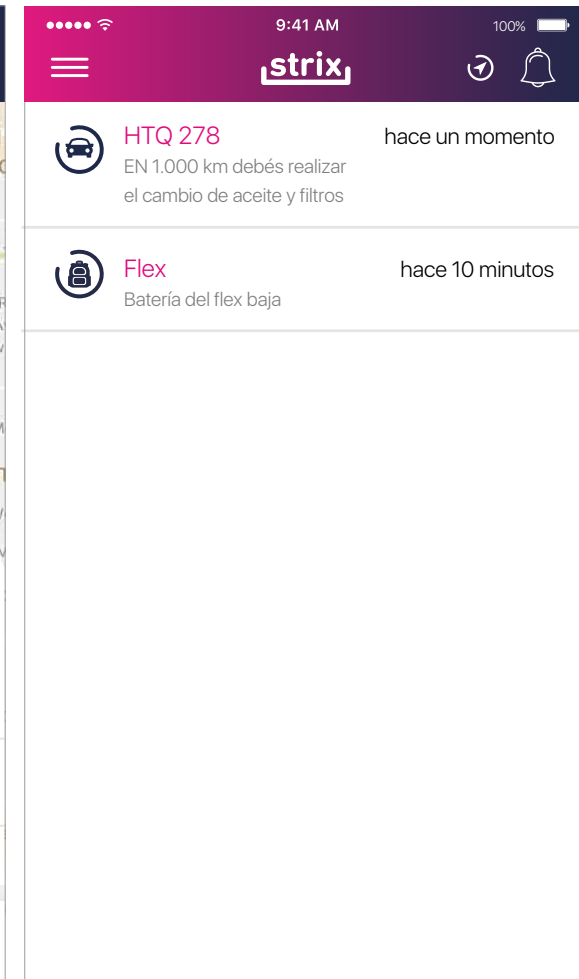 9:41 AM
100%
strix
HTQ 278
hace un momento
EN 1.000 km debés realizar
el cambio de aceite y filtros
Flex
hace 10 minutos
Batería del flex baja